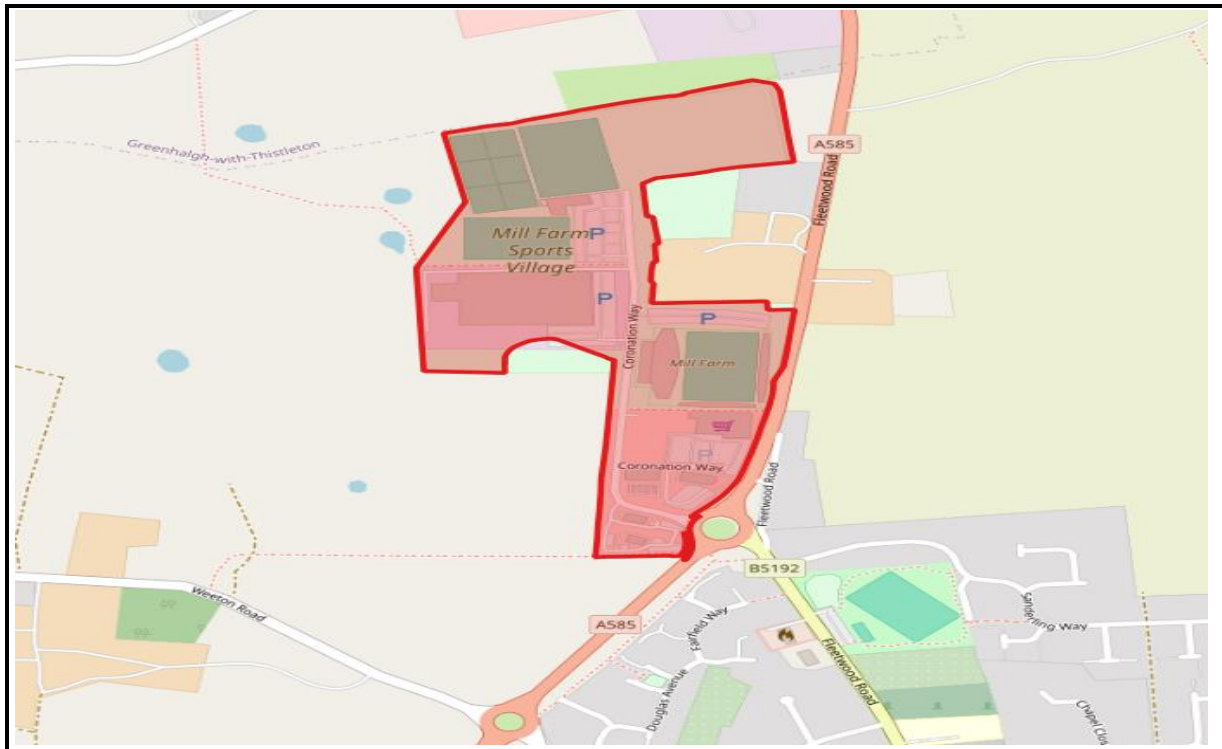 A585
Greenhalgh-with-Thistleton
Fleetwood Road
Mill Farm
Sports
Village
P
P
Coronation Way
P
Mill Farm
P
Coronation Way
Fleetwood Road
B5192
Weeton Road
A585
Fairfield Way
Sanderling Way
Fleetwood Road
Douglas Avenue
Chapel Clos